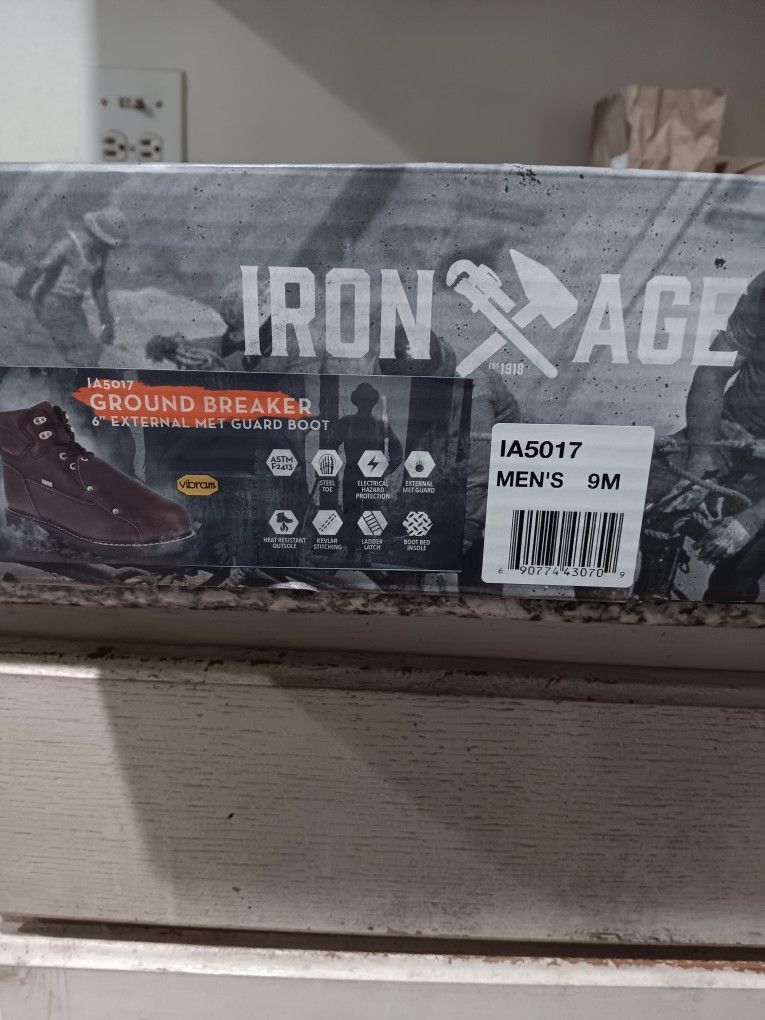 IRON AGE
EST 1918
IA5017
GROUND BREAKER
6" EXTERNAL MET GUARD BOOT
vibram
ASTM
F2413
STEEL
TOE
ELECTRICAL
HAZARD
PROTECTION
EXTERNAL
MET GUARD
HEAT RESISTANT
OUTSOLE
KEVLAR
STITCHING
LADDER
LATCH
BOOT BED
INSOLE
IA5017
MEN'S 9M
6 90774 43070 9